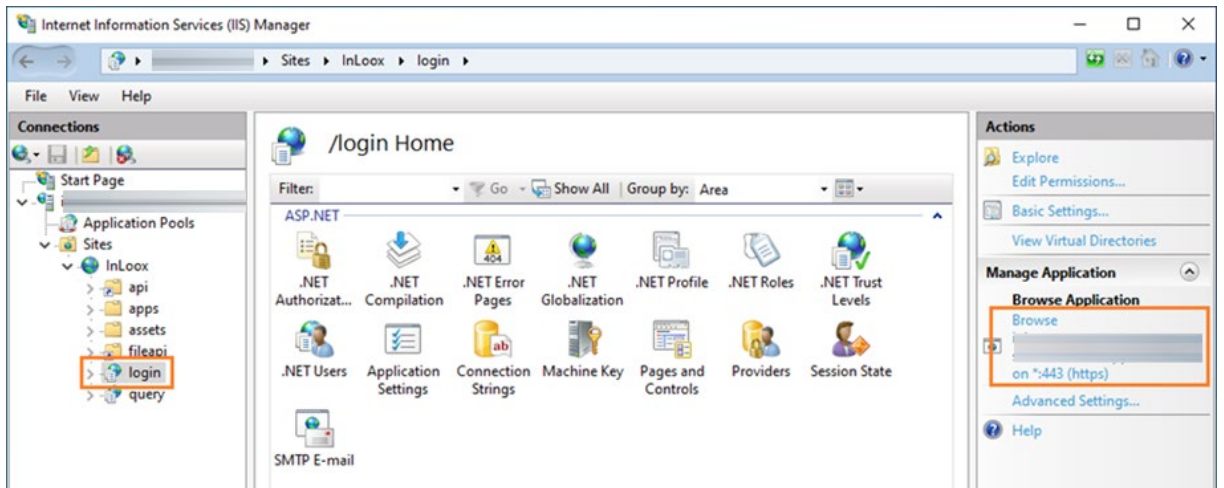 Internet Information Services (IIS) Manager
Sites InLoox login
File View Help
Connections
Start Page
Application Pools
Sites
InLoox
api
apps
assets
fileapi
login
query
/login Home
Filter: Go Show All Group by: Area
ASP.NET
.NET Authorizat...
.NET Compilation
404
.NET Error Pages
.NET Globalization
.NET Profile
.NET Roles
.NET Trust Levels
.NET Users
Application Settings
ab
Connection Strings
Machine Key
Pages and Controls
Providers
Session State
SMTP E-mail
Actions
Explore
Edit Permissions...
Basic Settings...
View Virtual Directories
Manage Application
Browse Application
Browse
on *:443 (https)
Advanced Settings...
Help